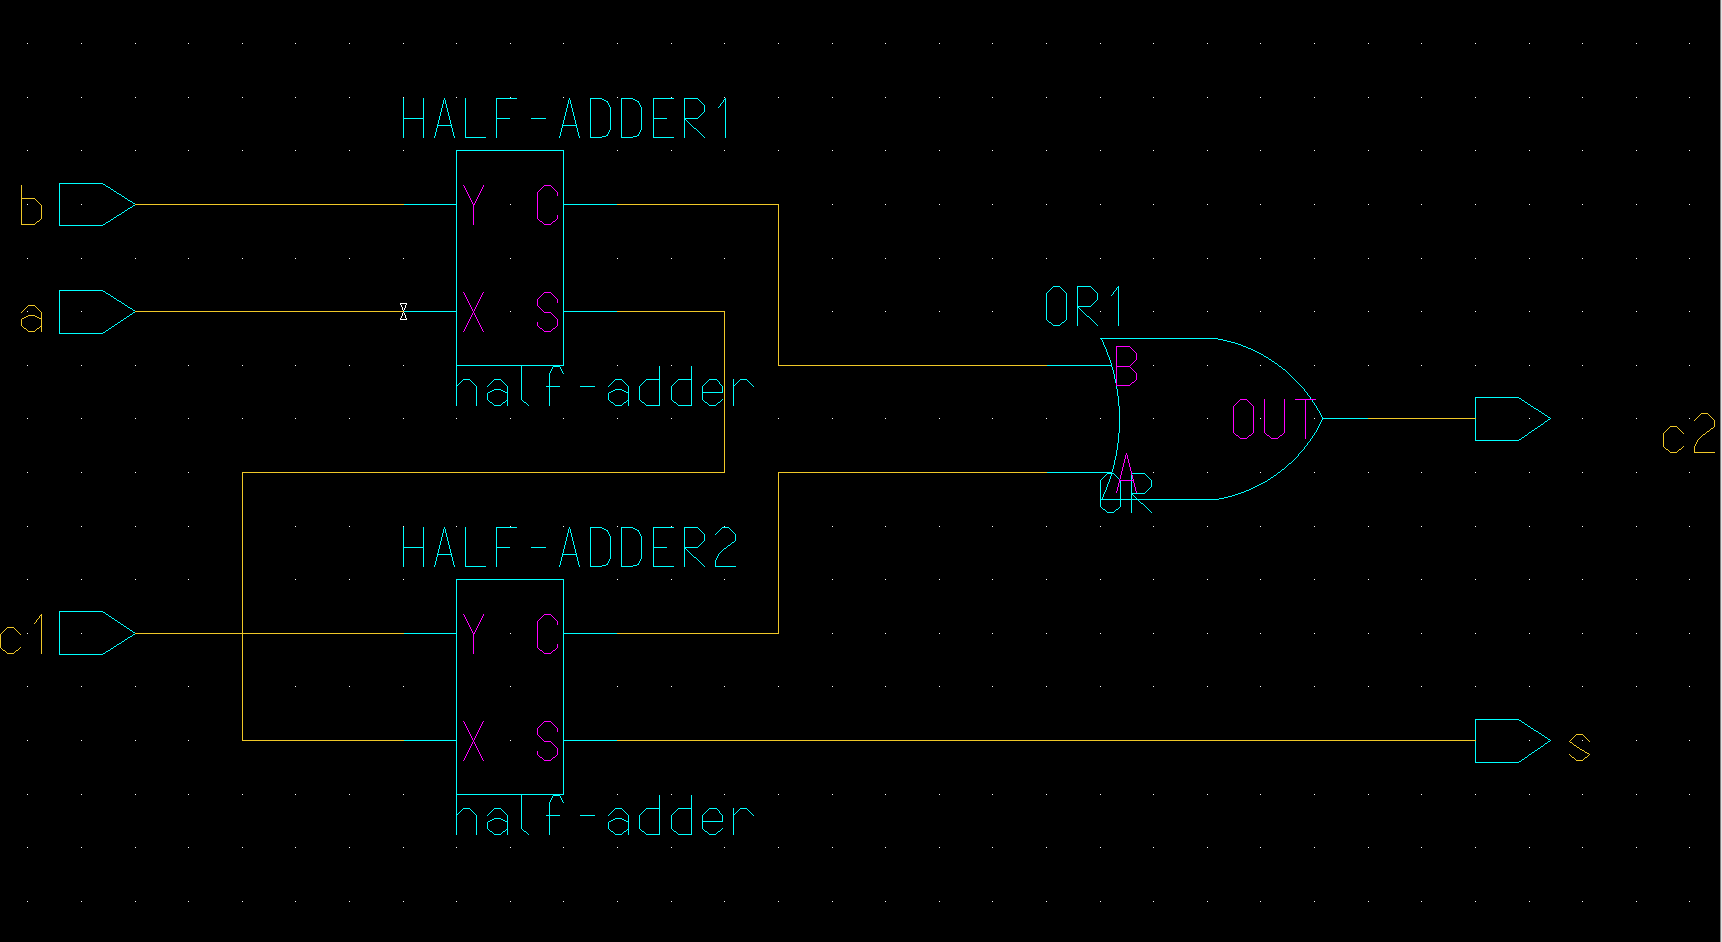 HALF-ADDER1
b
Y
C
a
X
S
half-adder
OR1
B
OUT
A
OR
c2
HALF-ADDER2
c1
Y
C
X
S
s
half-adder